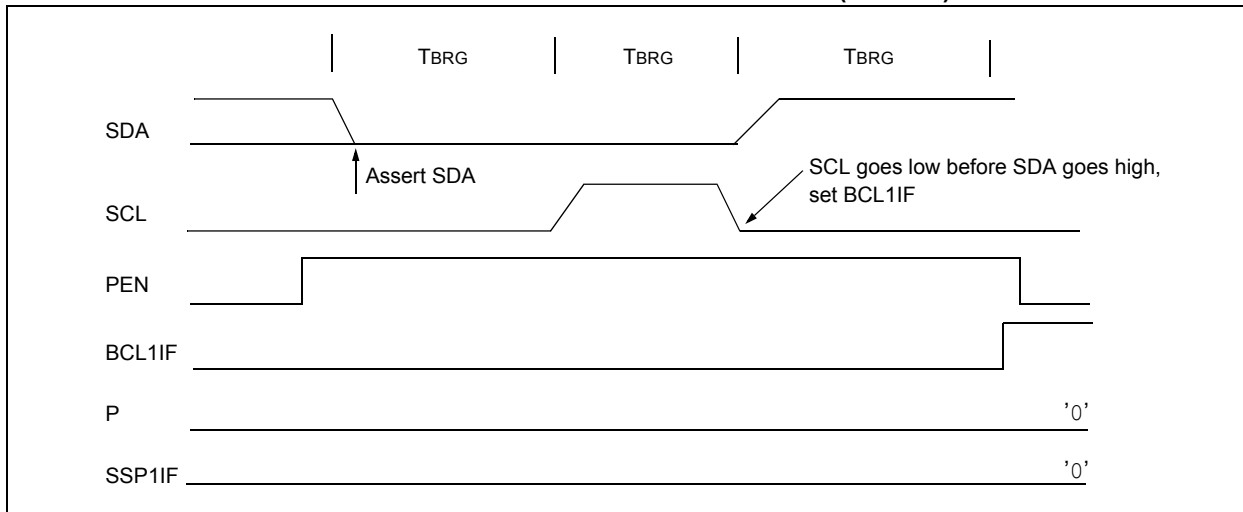 TBRG TBRG TBRG
SDA
Assert SDA
SCL goes low before SDA goes high,
set BCL1IF
SCL
PEN
BCL1IF
P '0'
SSP1IF '0'